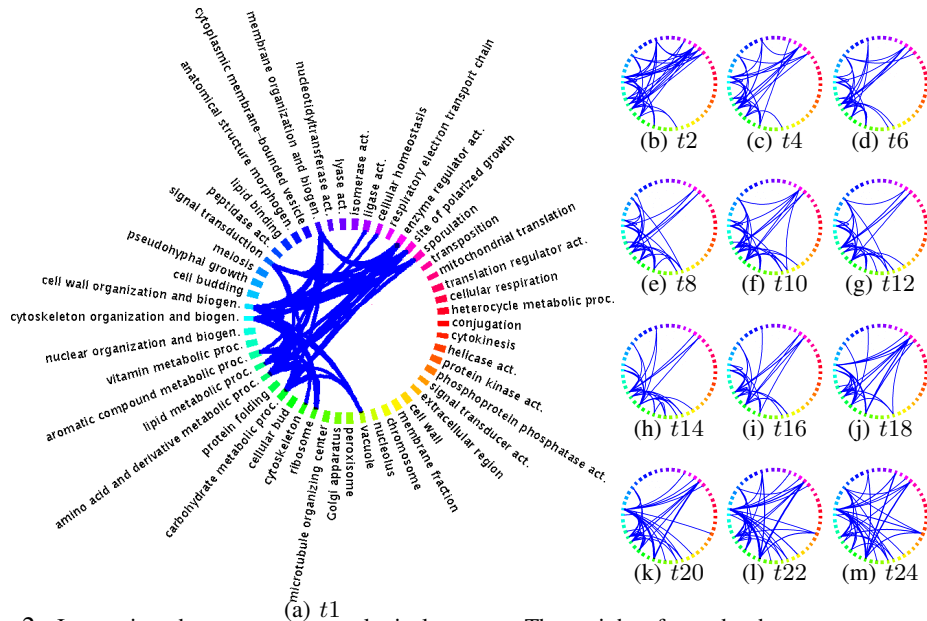 cytoplasmic membrane-bounded vesicle
membrane organization and biogen.
anatomical structure morphogen.
nucleotidyltransferase act.
lyase act.
isomerase act.
ligase act.
cellular homeostasis
respiratory electron transport chain
enzyme regulator act.
site of polarized growth
sporulation
transposition
mitochondrial translation
translation regulator act.
cellular respiration
heterocycle metabolic proc.
conjugation
cytokinesis
helicase act.
protein kinase act.
phosphoprotein phosphatase act.
signal transducer act.
extracellular region
cell wall
membrane fraction
chromosome
nucleolus
vacuole
peroxisome
Golgi apparatus
microtubule organizing center
ribosome
cytoskeleton
cellular bud
carbohydrate metabolic proc.
protein folding
amino acid and derivative metabolic proc.
lipid metabolic proc.
aromatic compound metabolic proc.
vitamin metabolic proc.
nuclear organization and biogen.
cytoskeleton organization and biogen.
cell wall organization and biogen.
cell budding
pseudohyphal growth
meiosis
signal transduction
peptidase act.
lipid binding
(a) t1
(b) t2
(c) t4
(d) t6
(e) t8
(f) t10
(g) t12
(h) t14
(i) t16
(j) t18
(k) t20
(l) t22
(m) t24